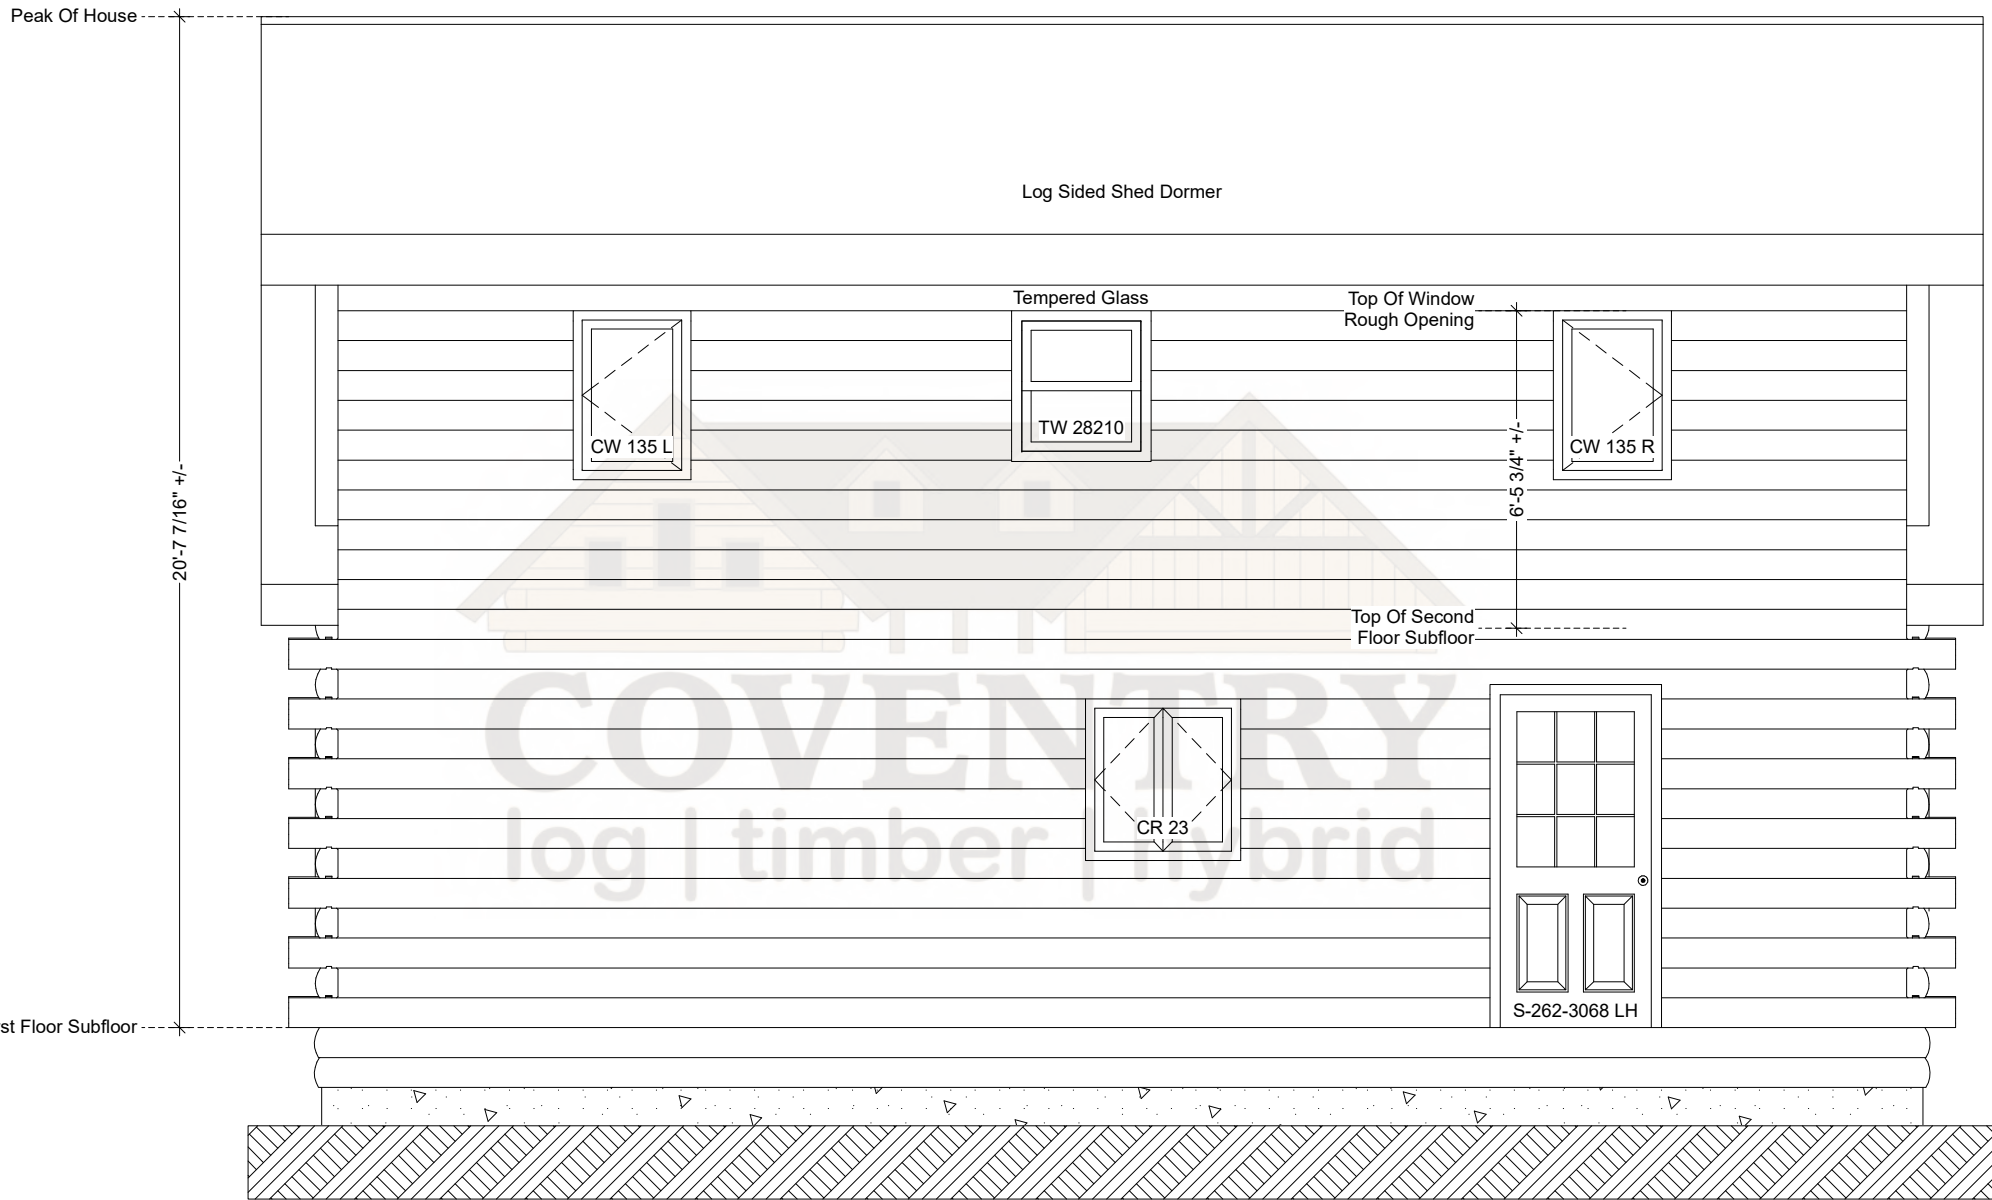 Peak Of House
Log Sided Shed Dormer
Tempered Glass
Top Of Window
Rough Opening
CW 135 L
TW 28210
CW 135 R
6'-5 3/4" +/-
20'-7 7/16" +/-
Top Of Second
Floor Subfloor
COVENTRY
log | timber | hybrid
CR 23
S-262-3068 LH
st Floor Subfloor